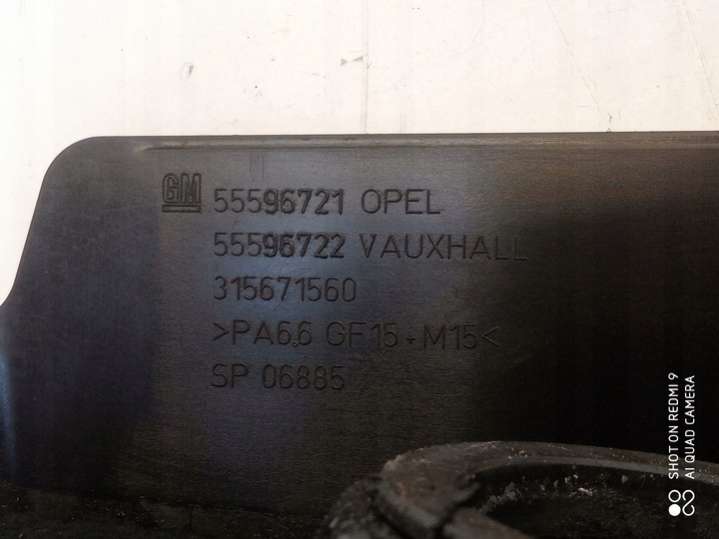 GM 55596721 OPEL
55596722 VAUXHALL
315671560
>PA6,6 GF15+M15<
SP 06885
SHOT ON REDMI 9
AI QUAD CAMERA